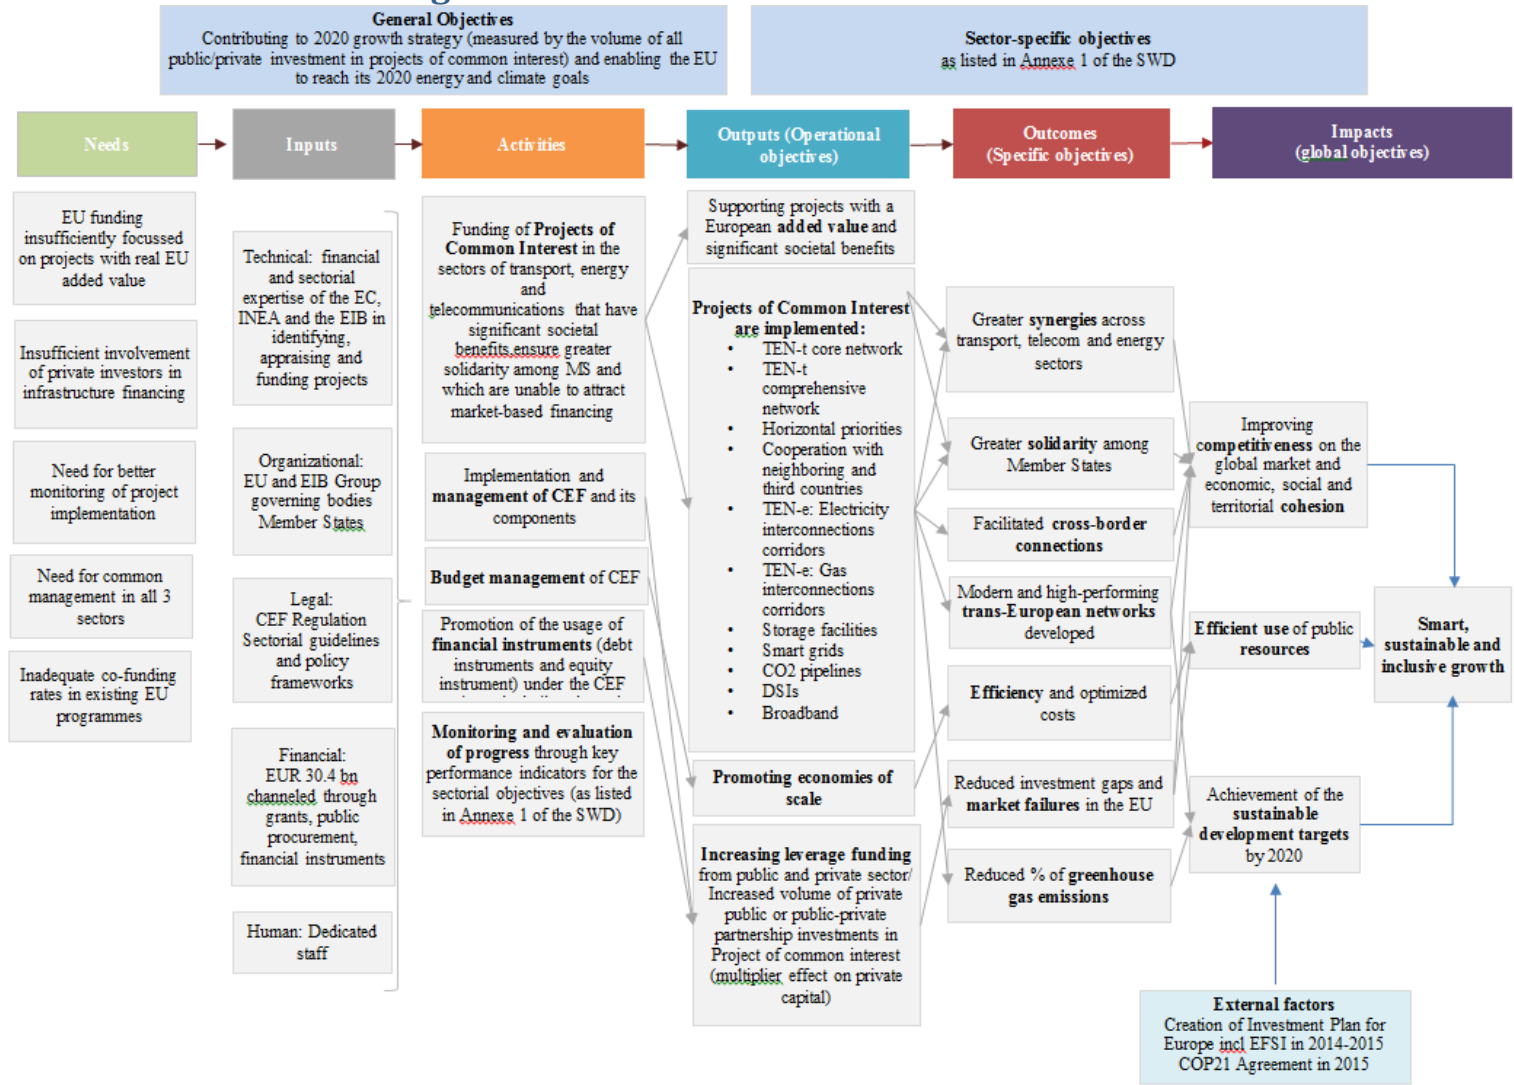 General Objectives
Contributing to 2020 growth strategy (measured by the volume of all
public/private investment in projects of common interest) and enabling the EU
to reach its 2020 energy and climate goals
Sector-specific objectives
as listed in Annexe 1 of the SWD
Needs
Inputs
Activities
Outputs (Operational
objectives)
Outcomes
(Specific objectives)
Impacts
(global objectives)
EU funding
insufficiently focussed
on projects with real EU
added value
Insufficient involvement
of private investors in
infrastructure financing
Need for better
monitoring of project
implementation
Need for common
management in all 3
sectors
Inadequate co-funding
rates in existing EU
programmes
Technical: financial
and sectorial
expertise of the EC,
INEA and the EIB in
identifying,
appraising and
funding projects
Organizational:
EU and EIB Group
governing bodies
Member States
Legal:
CEF Regulation
Sectorial guidelines
and policy
frameworks
Financial:
EUR 30.4 bn
channeled through
grants, public
procurement,
financial instruments
Human: Dedicated
staff
Funding of Projects of
Common Interest in the
sectors of transport, energy
and
telecommunications that have
significant societal
benefits,ensure greater
solidarity among MS and
which are unable to attract
market-based financing
Implementation and
management of CEF and its
components
Budget management of CEF
Promotion of the usage of
financial instruments (debt
instruments and equity
instrument) under the CEF
Monitoring and evaluation
of progress through key
performance indicators for the
sectorial objectives (as listed
in Annexe 1 of the SWD)
Supporting projects with a
European added value and
significant societal benefits
Projects of Common Interest
are implemented:
• TEN-t core network
• TEN-t
comprehensive
network
• Horizontal priorities
• Cooperation with
neighboring and
third countries
• TEN-e: Electricity
interconnections
corridors
• TEN-e: Gas
interconnections
corridors
• Storage facilities
• Smart grids
• CO2 pipelines
• DSIs
• Broadband
Promoting economies of
scale
Increasing leverage funding
from public and private sector/
Increased volume of private
public or public-private
partnership investments in
Project of common interest
(multiplier effect on private
capital)
Greater synergies across
transport, telecom and energy
sectors
Greater solidarity among
Member States
Facilitated cross-border
connections
Modern and high-performing
trans-European networks
developed
Efficiency and optimized
costs
Reduced investment gaps and
market failures in the EU
Reduced % of greenhouse
gas emissions
Improving
competitiveness on the
global market and
economic, social and
territorial cohesion
Efficient use of public
resources
Achievement of the
sustainable
development targets
by 2020
Smart,
sustainable and
inclusive growth
External factors
Creation of Investment Plan for
Europe incl EFSI in 2014-2015
COP21 Agreement in 2015